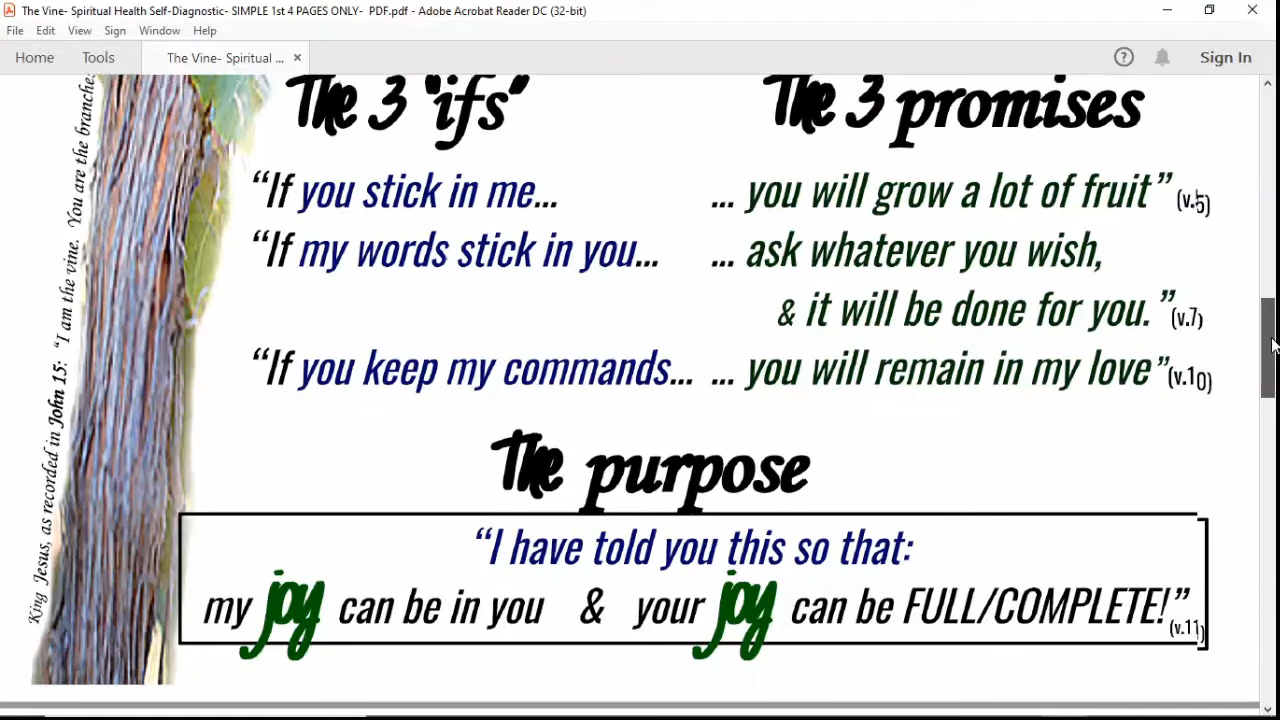 The Vine- Spiritual Health Self-Diagnostic- SIMPLE 1st 4 PAGES ONLY-  PDF.pdf - Adobe Acrobat Reader DC (32-bit)
File Edit View Sign Window Help
Home Tools The Vine- Spiritual ... × Sign In
The 3 "ifs" The 3 promises
“If you stick in me... ... you will grow a lot of fruit” (v.5)
“If my words stick in you... ... ask whatever you wish,
& it will be done for you. ” (v.7)
“If you keep my commands... ... you will remain in my love” (v.10)
The purpose
“I have told you this so that:
my joy can be in you & your joy can be FULL/COMPLETE!” (v.11)
King Jesus, as recorded in John 15: “I am the vine. You are the branches